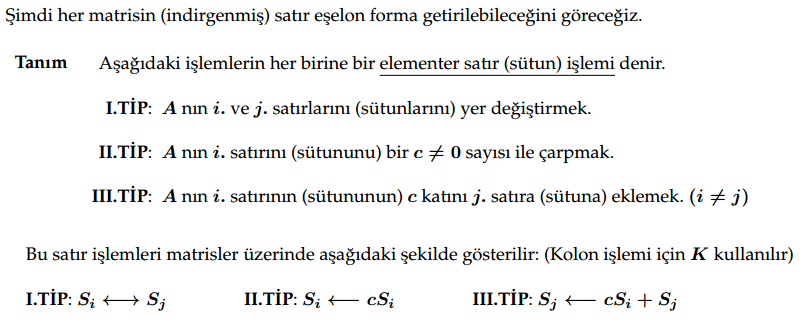 Şimdi her matrisin (indirgenmiş) satır eşelon forma getirilebileceğini göreceğiz.
Tanım Aşağıdaki işlemlerin her birine bir elementer satır (sütun) işlemi denir.
I.TİP: A nın i. ve j. satırlarını (sütunlarını) yer değiştirmek.
II.TİP: A nın i. satırını (sütununu) bir c ≠ 0 sayısı ile çarpmak.
III.TİP: A nın i. satırının (sütununun) c katını j. satıra (sütuna) eklemek. (i ≠ j)
Bu satır işlemleri matrisler üzerinde aşağıdaki şekilde gösterilir: (Kolon işlemi için K kullanılır)
I.TİP: S_i ⟷ S_j II.TİP: S_i ⟵ cS_i III.TİP: S_j ⟵ cS_i + S_j